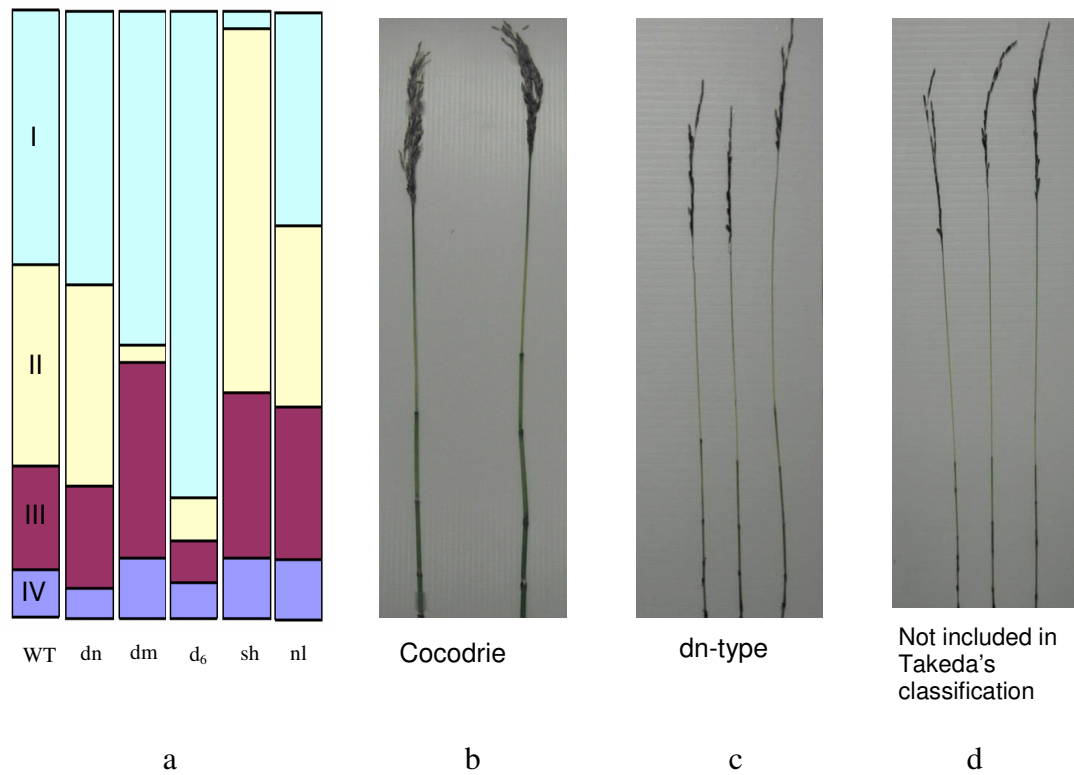 I
II
III
IV
WT dn dm d₆ sh nl
Cocodrie
dn-type
Not included in
Takeda's
classification
a b c d